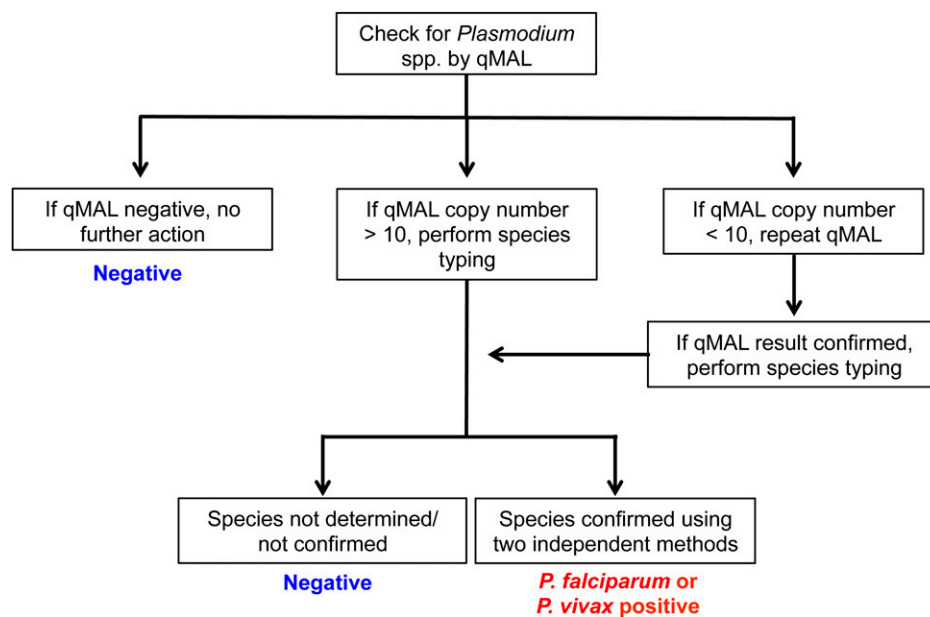 Check for Plasmodium
spp. by qMAL
If qMAL negative, no
further action
Negative
If qMAL copy number
> 10, perform species
typing
If qMAL copy number
< 10, repeat qMAL
If qMAL result confirmed,
perform species typing
Species not determined/
not confirmed
Negative
Species confirmed using
two independent methods
P. falciparum or
P. vivax positive